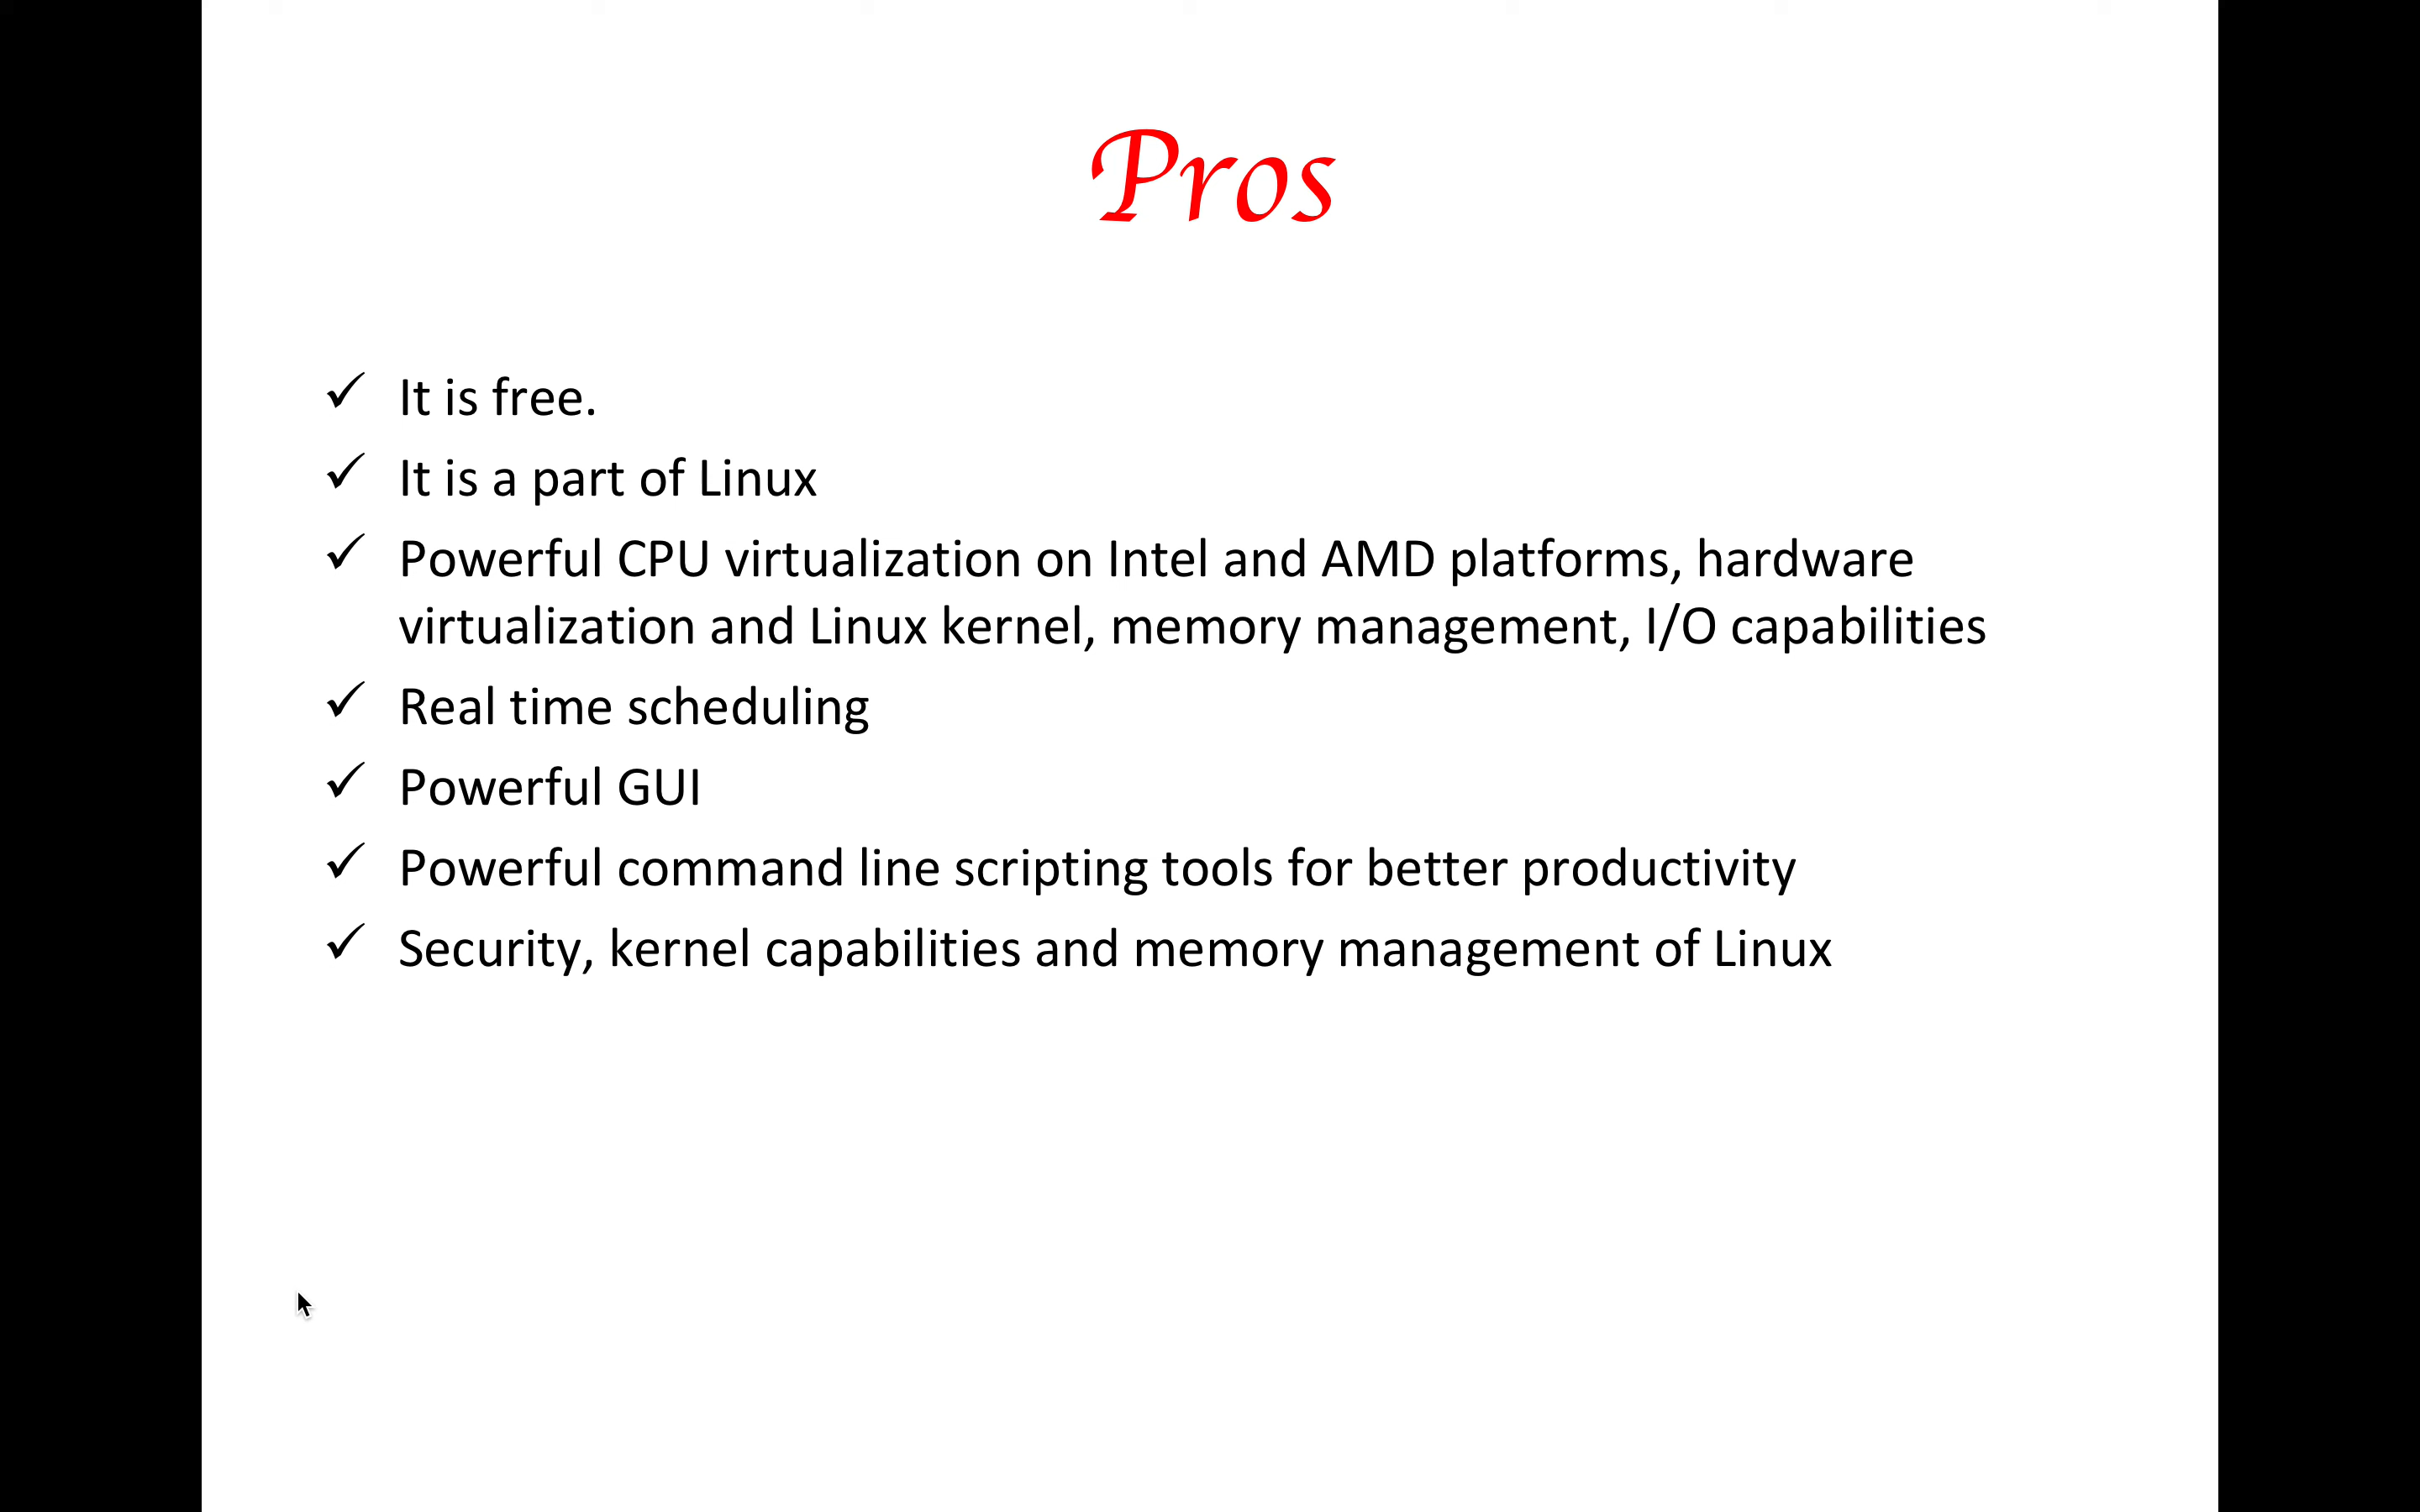 Pros
✓ It is free.
✓ It is a part of Linux
✓ Powerful CPU virtualization on Intel and AMD platforms, hardware
virtualization and Linux kernel, memory management, I/O capabilities
✓ Real time scheduling
✓ Powerful GUI
✓ Powerful command line scripting tools for better productivity
✓ Security, kernel capabilities and memory management of Linux